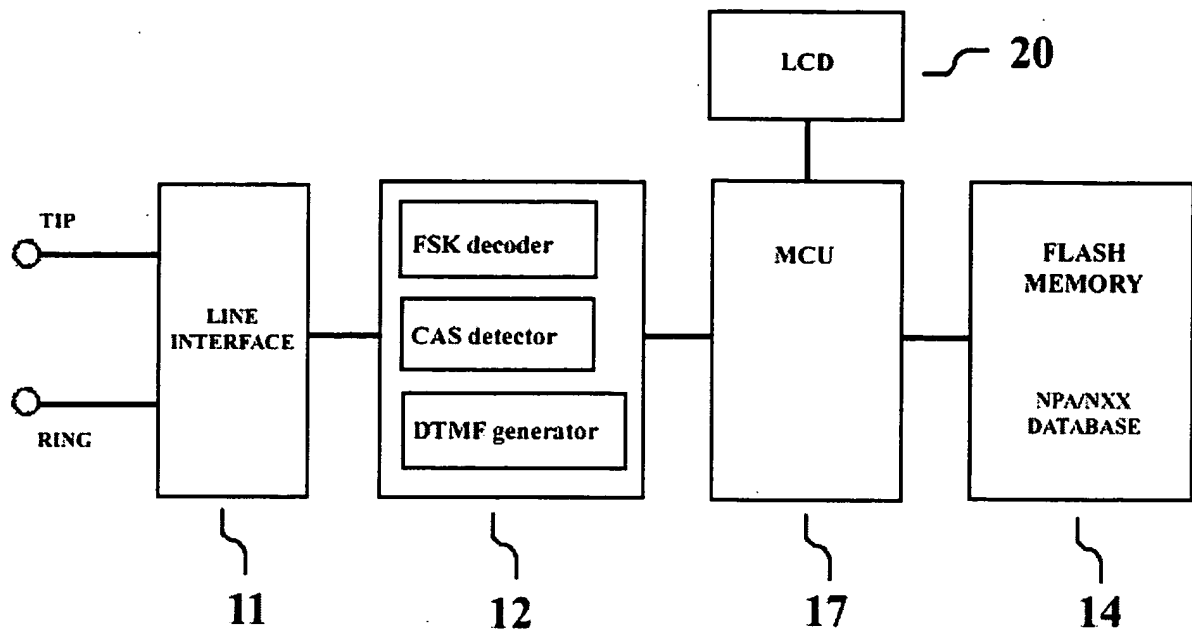 LCD
20
TIP
RING
LINE
INTERFACE
FSK decoder
CAS detector
DTMF generator
MCU
FLASH
MEMORY
NPA/NXX
DATABASE
11
12
17
14